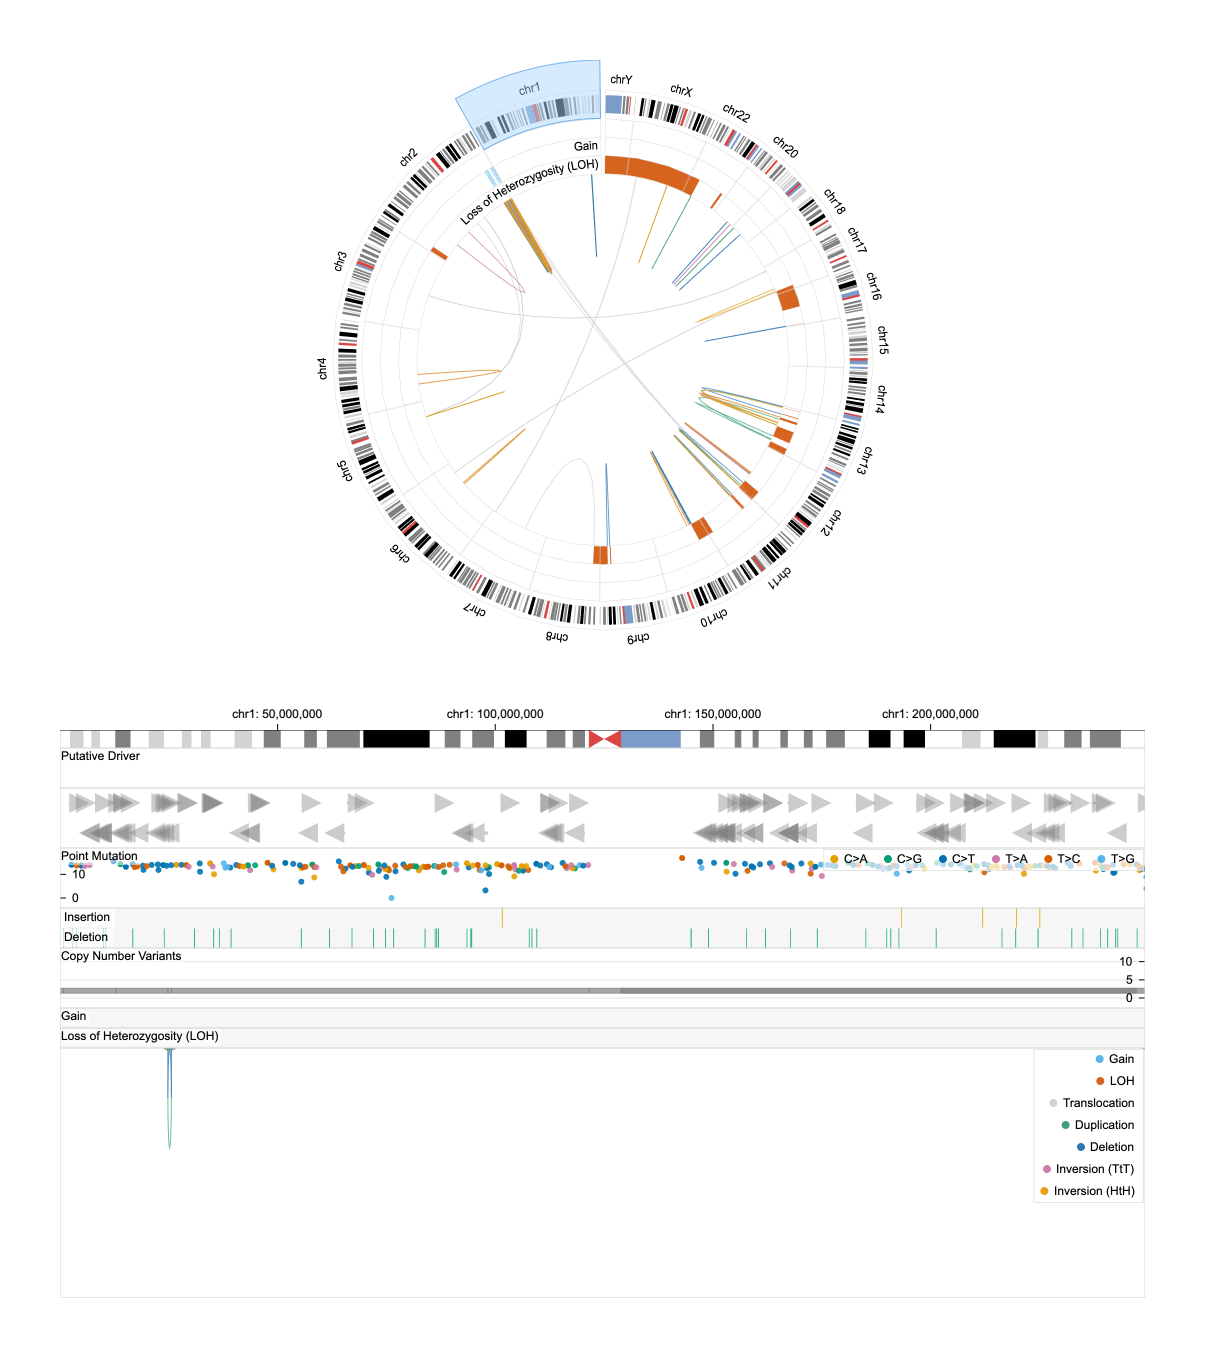 chr1
chrY
chrX
chr22
chr20
chr18
chr17
chr16
chr15
chr14
chr13
chr12
chr11
chr10
chr9
chr8
chr7
chr6
chr5
chr4
chr3
chr2
Gain
Loss of Heterozygosity (LOH)
chr1: 50,000,000 chr1: 100,000,000 chr1: 150,000,000 chr1: 200,000,000
Putative Driver
Point Mutation
C>A C>G C>T T>A T>C T>G
10
0
Insertion
Deletion
Copy Number Variants
10
5
0
Gain
Loss of Heterozygosity (LOH)
Gain
LOH
Translocation
Duplication
Deletion
Inversion (TtT)
Inversion (HtH)